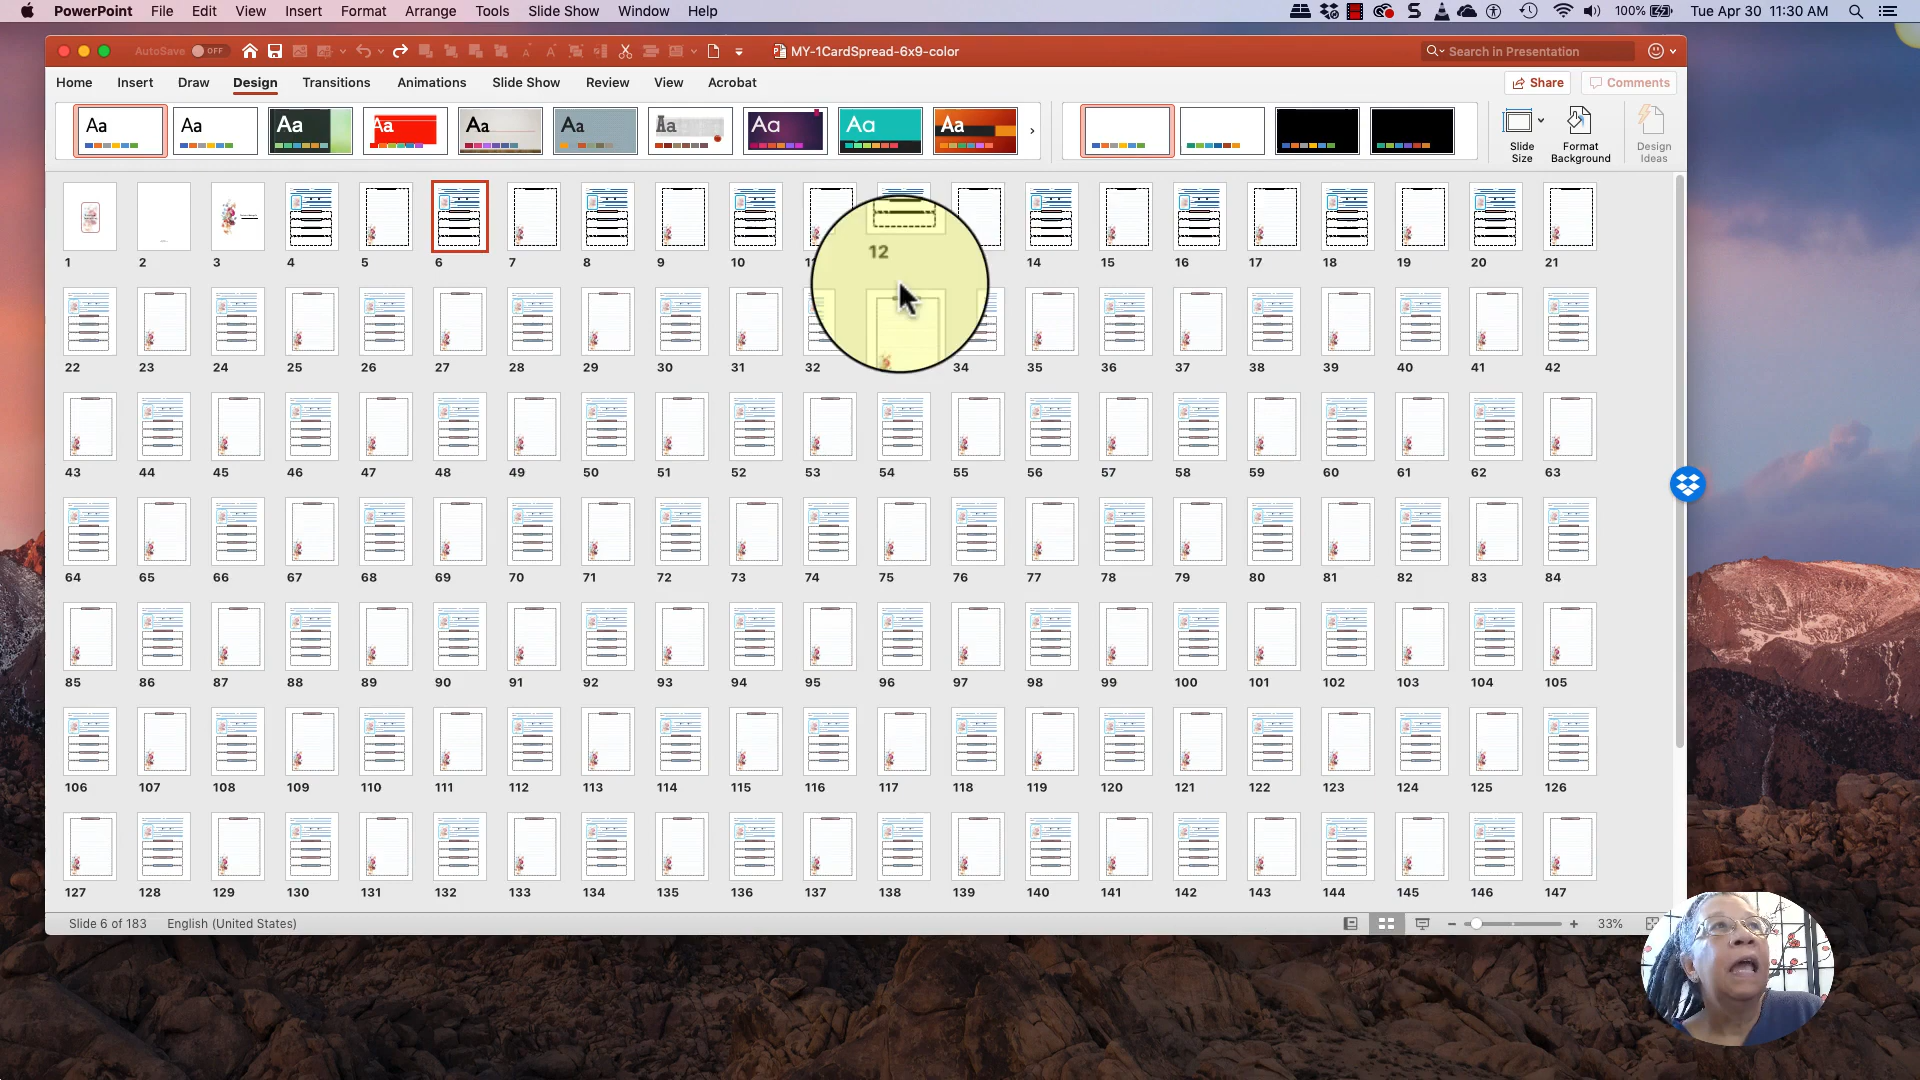 PowerPoint File Edit View Insert Format Arrange Tools Slide Show Window Help 100% Tue Apr 30 11:30 AM
AutoSave OFF MY-1CardSpread-6x9-color Search in Presentation
Home Insert Draw Design Transitions Animations Slide Show Review View Acrobat Share Comments
Aa Aa Aa Aa Aa Aa Aa Aa Aa Aa
Slide Format Design
Size Background Ideas
12
1 2 3 4 5 6 7 8 9 10 14 15 16 17 18 19 20 21
22 23 24 25 26 27 28 29 30 31 32 34 35 36 37 38 39 40 41 42
43 44 45 46 47 48 49 50 51 52 53 54 55 56 57 58 59 60 61 62 63
64 65 66 67 68 69 70 71 72 73 74 75 76 77 78 79 80 81 82 83 84
85 86 87 88 89 90 91 92 93 94 95 96 97 98 99 100 101 102 103 104 105
106 107 108 109 110 111 112 113 114 115 116 117 118 119 120 121 122 123 124 125 126
127 128 129 130 131 132 133 134 135 136 137 138 139 140 141 142 143 144 145 146 147
Slide 6 of 183 English (United States) 33%